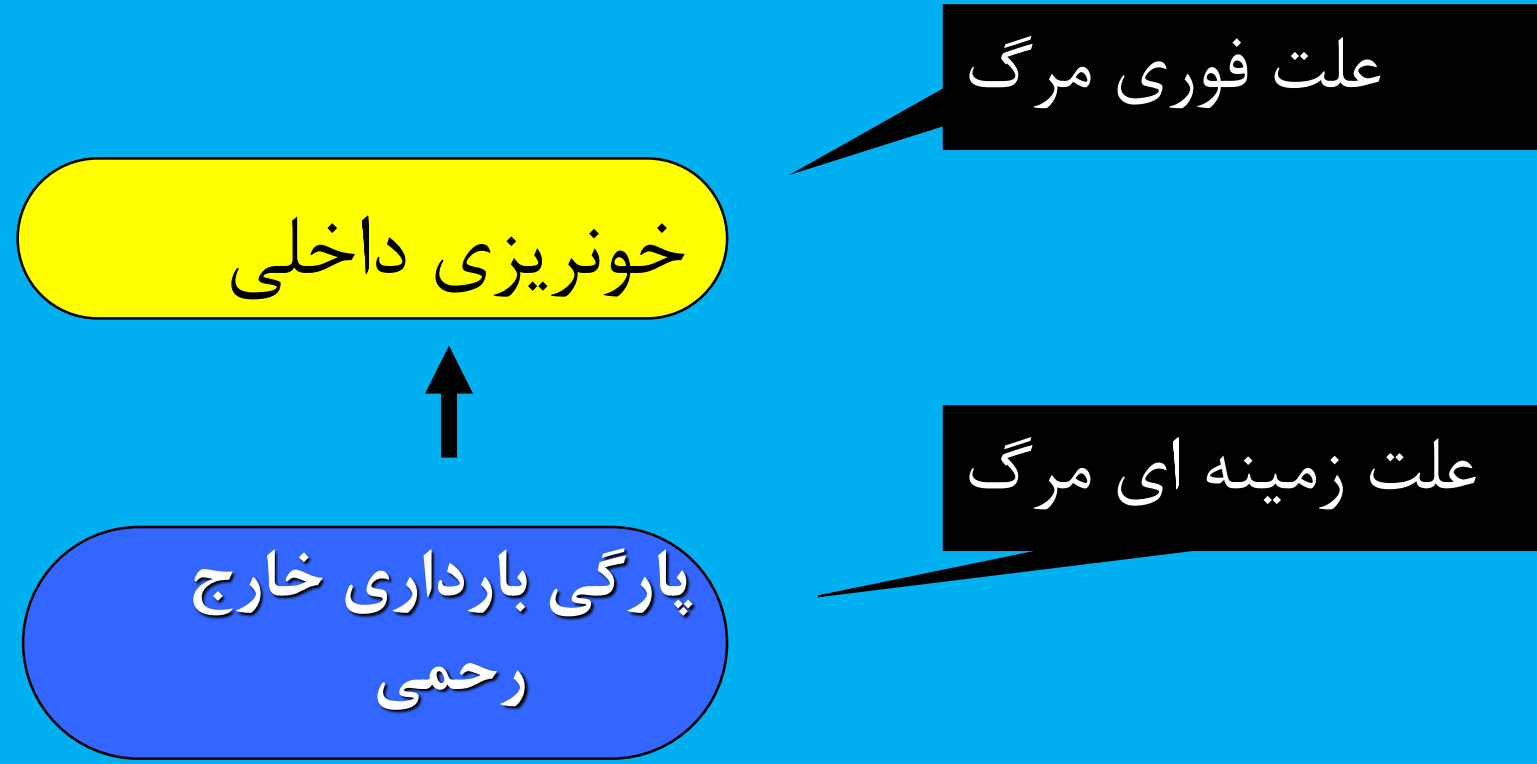 علت فوری مرگ
خونریزی داخلی
علت زمینه ای مرگ
پارگی بارداری خارج
رحمی